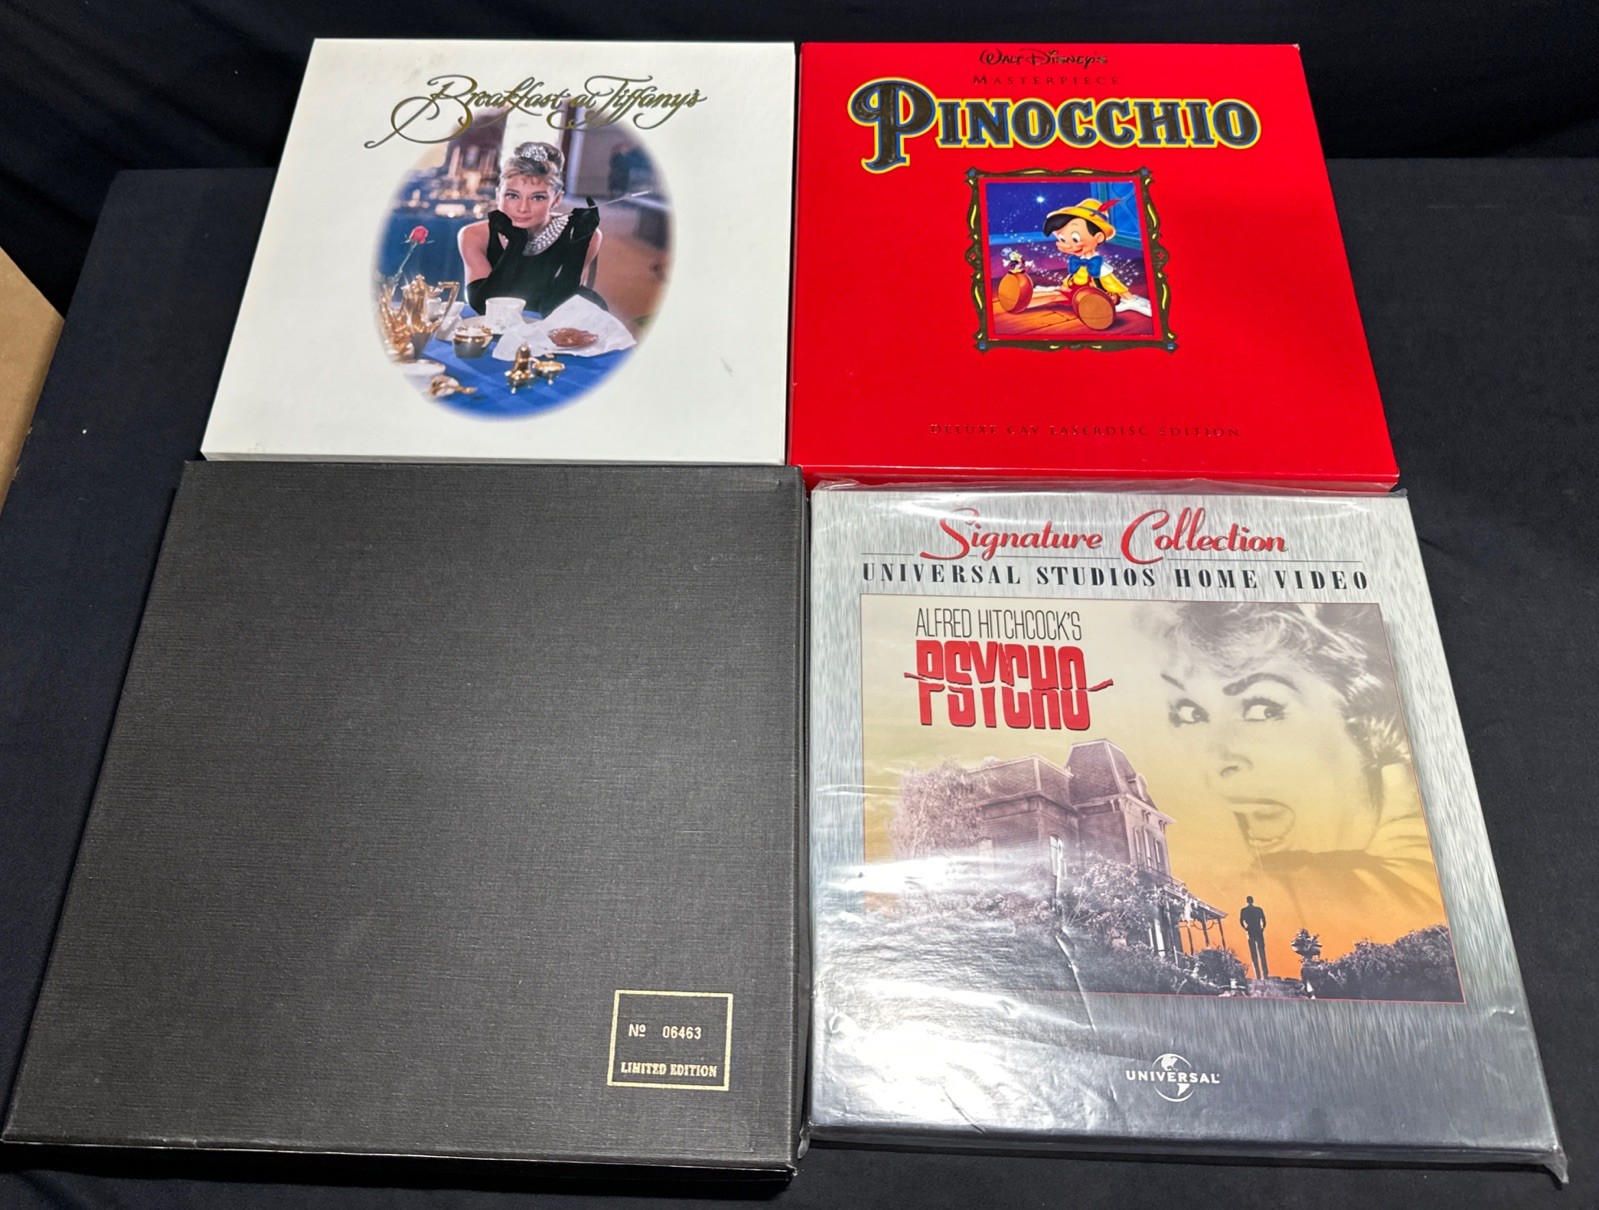 Breakfast at Tiffany's
WALT DISNEY'S
MASTERPIECE
PINOCCHIO
DELUXE CAV LASERDISC EDITION
Nº 06463
LIMITED EDITION
Signature Collection
UNIVERSAL STUDIOS HOME VIDEO
ALFRED HITCHCOCK'S
PSYCHO
UNIVERSAL